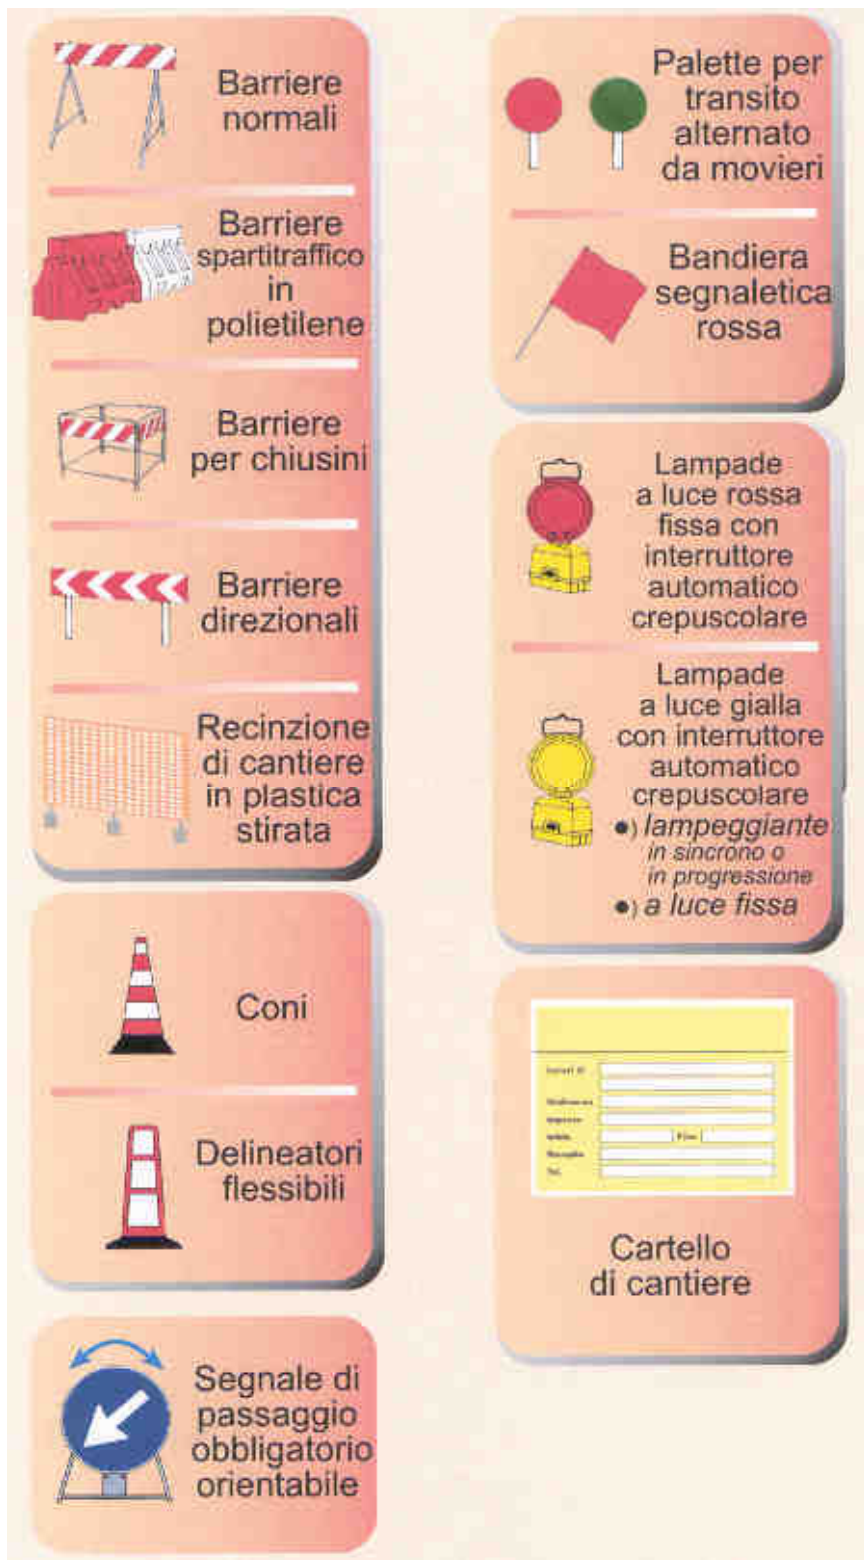 Barriere
normali
Barriere
spartitraffico
in
polietilene
Barriere
per chiusini
Barriere
direzionali
Recinzione
di cantiere
in plastica
stirata
Coni
Delineatori
flessibili
Segnale di
passaggio
obbligatorio
orientabile
Palette per
transito
alternato
da movieri
Bandiera
segnaletica
rossa
Lampade
a luce rossa
fissa con
interruttore
automatico
crepuscolare
Lampade
a luce gialla
con interruttore
automatico
crepuscolare
●) lampeggiante
in sincrono o
in progressione
●) a luce fissa
Fine
Tel.
Cartello
di cantiere